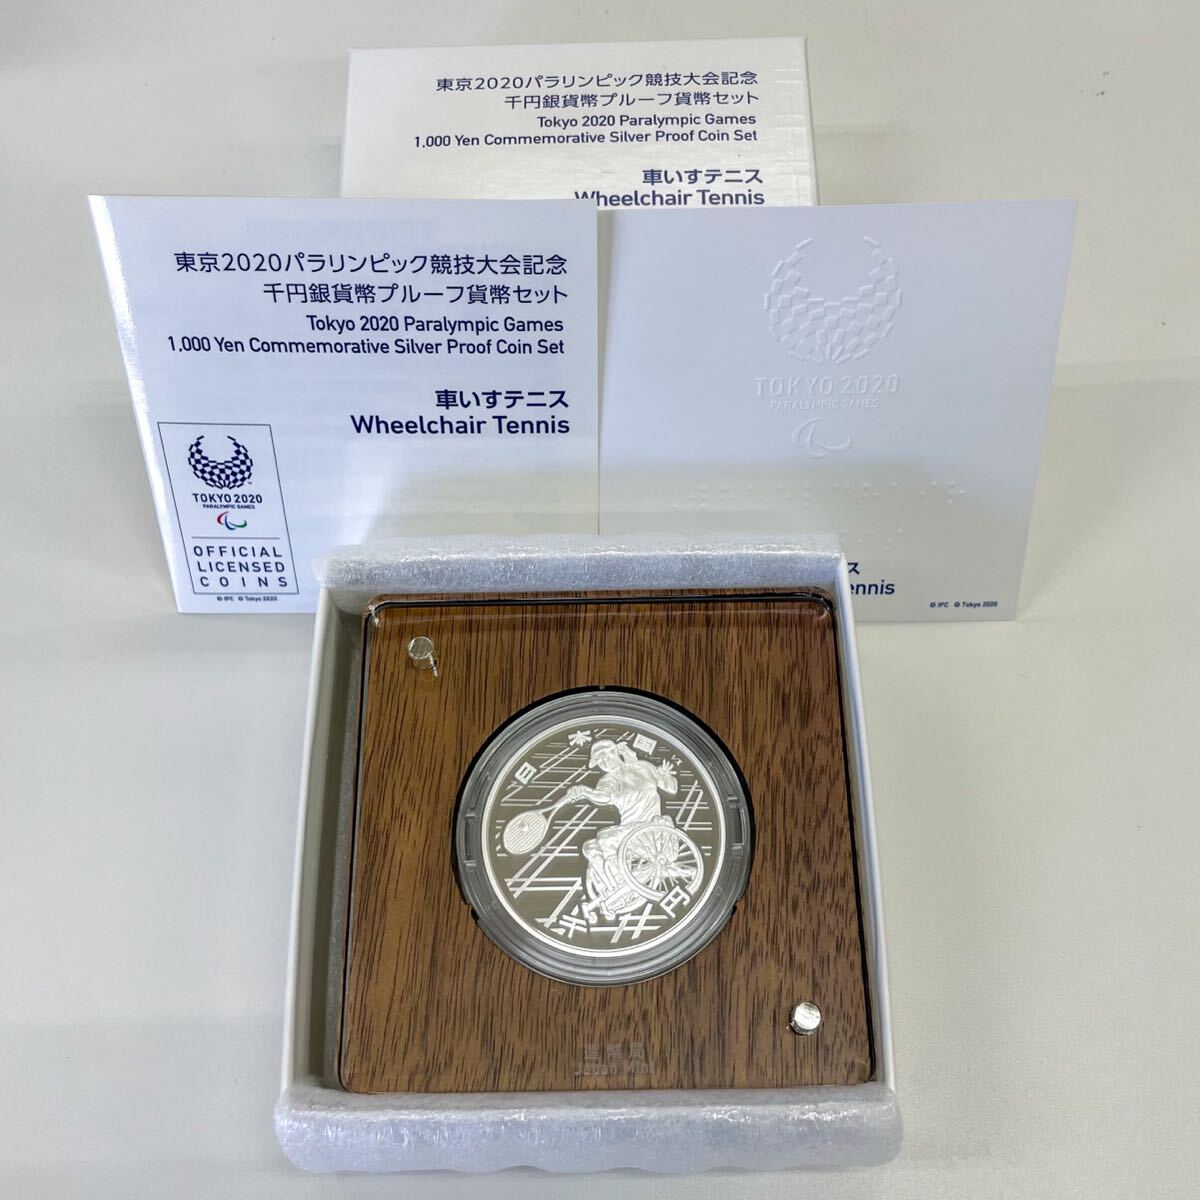 東京2020パラリンピック競技大会記念
千円銀貨幣プルーフ貨幣セット
Tokyo 2020 Paralympic Games
1,000 Yen Commemorative Silver Proof Coin Set
車いすテニス
Wheelchair Tennis
東京2020パラリンピック競技大会記念
千円銀貨幣プルーフ貨幣セット
Tokyo 2020 Paralympic Games
1,000 Yen Commemorative Silver Proof Coin Set
車いすテニス
Wheelchair Tennis
TOKYO 2020
PARALYMPIC GAMES
OFFICIAL
LICENSED
COINS
© IPC © Tokyo 2020
TOKYO 2020
PARALYMPIC GAMES
ス
nnis
© IPC © Tokyo 2020
日本国
千円
貨幣局
Japan Mint